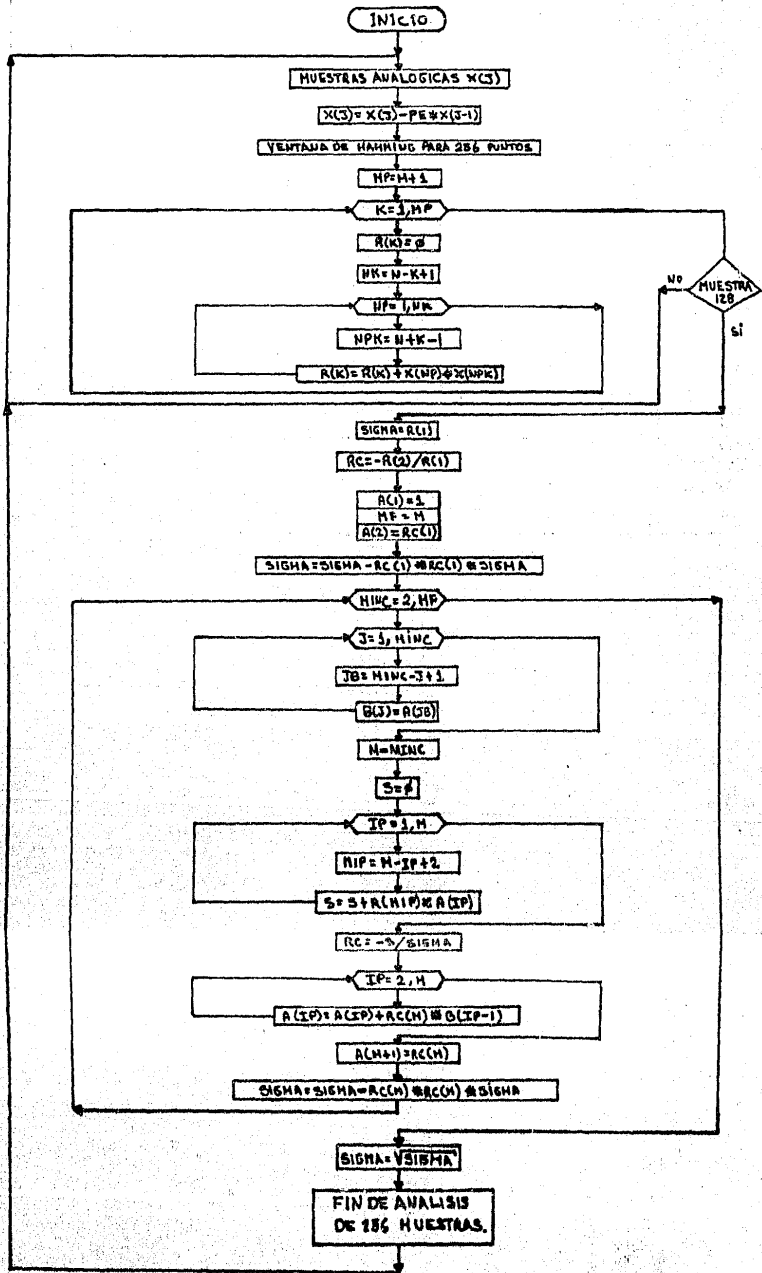 INICIO
MUESTRAS ANALOGICAS X(J)
X(J)= X(J)-PE*X(J-1)
VENTANA DE HAMMING PARA 256 PUNTOS
MP=M+1
K=1,MP
R(K)=ø
NK=N-K+1
NP=1,NK
NPK=N+K-1
R(K)=R(K)+X(NP)*X(NPK)
MUESTRA
128
NO
SI
SIGMA=R(1)
RC=-R(2)/R(1)
A(1)=1
MF=M
A(2)=RC(1)
SIGMA=SIGMA-RC(1)*RC(1)*SIGMA
MINC=2,MF
J=1,MINC
JB=MINC-J+1
B(J)=A(JB)
M=MINC
S=ø
IP=1,M
MIP=M-IP+2
S=S+R(MIP)*A(IP)
RC=-S/SIGMA
IP=2,M
A(IP)=A(IP)+RC(M)*B(IP-1)
A(M+1)=RC(M)
SIGMA=SIGMA-RC(M)*RC(M)*SIGMA
SIGMA=√SIGMA
FIN DE ANALISIS
DE 256 MUESTRAS.